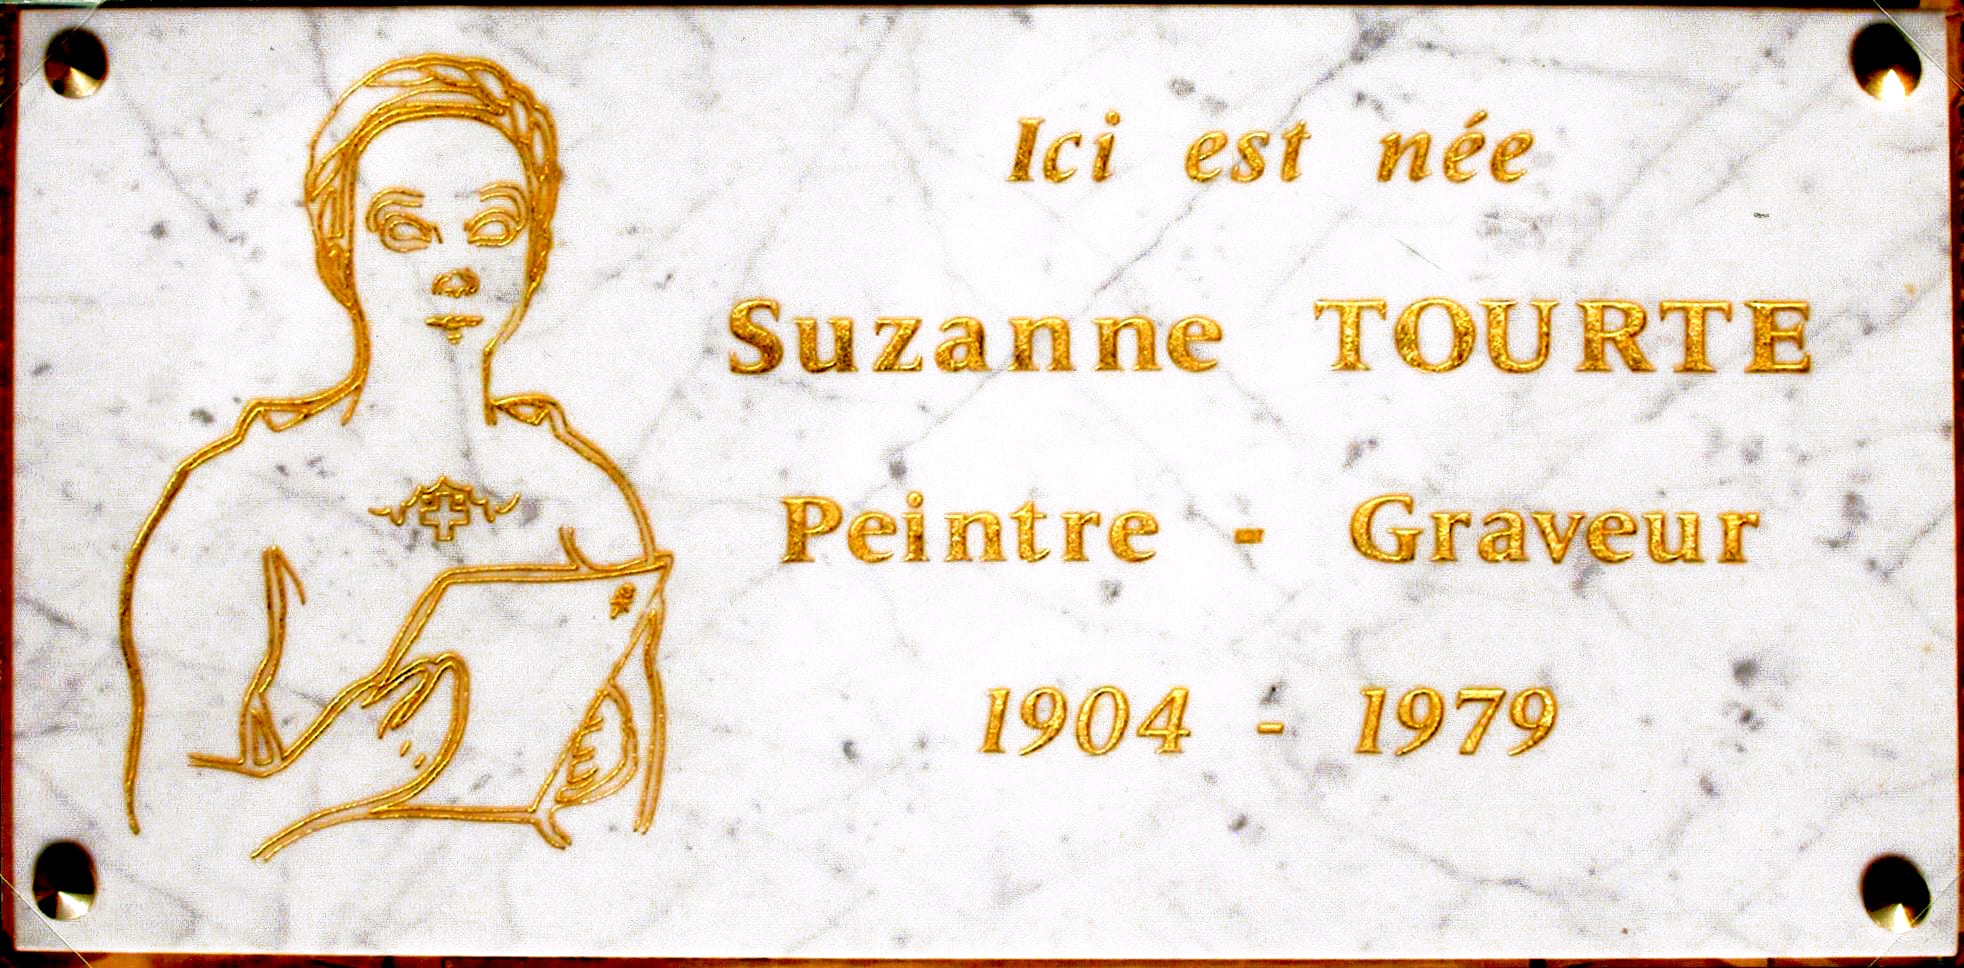 Ici est née
Suzanne TOURTE
Peintre - Graveur
1904 - 1979